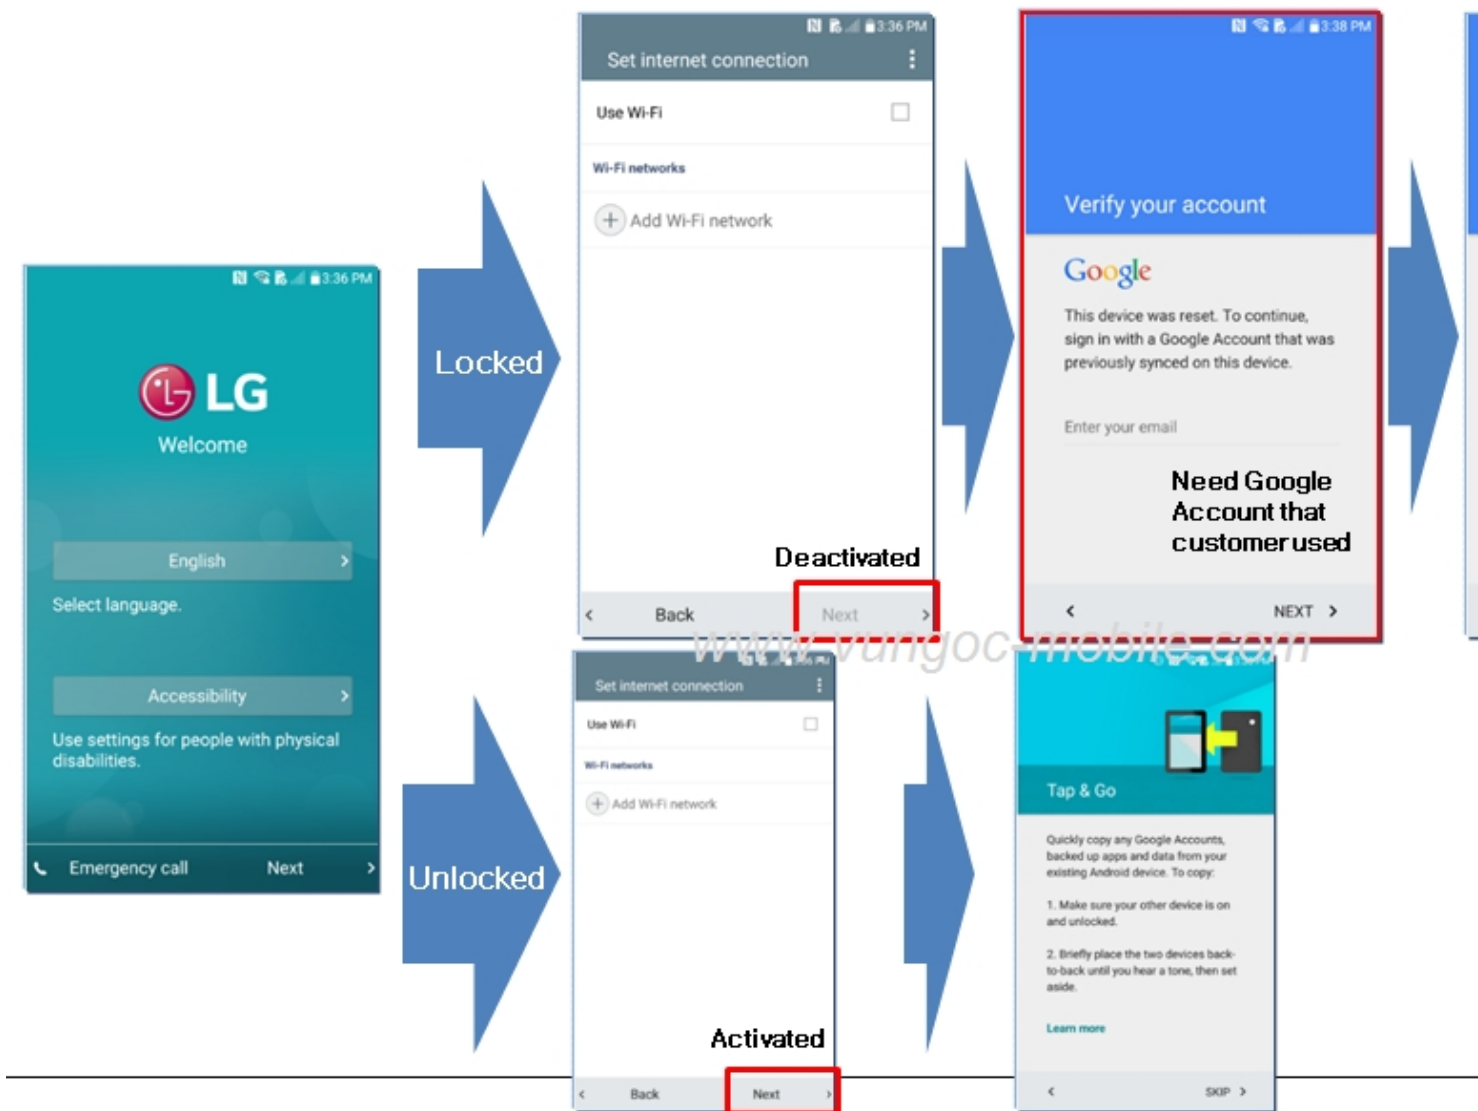 3:36 PM
LG
Welcome
English
Select language.
Accessibility
Use settings for people with physical
disabilities.
Emergency call
Next
Locked
3:36 PM
Set internet connection
Use Wi-Fi
Wi-Fi networks
Add Wi-Fi network
Deactivated
Back
Next
3:38 PM
Verify your account
Google
This device was reset. To continue,
sign in with a Google Account that was
previously synced on this device.
Enter your email
Need Google
Account that
customer used
NEXT
www.vungoc-mobile.com
Unlocked
Set internet connection
Use Wi-Fi
Wi-Fi networks
Add Wi-Fi network
Activated
Back
Next
Tap & Go
Quickly copy any Google Accounts,
backed up apps and data from your
existing Android device. To copy:
1. Make sure your other device is on
and unlocked.
2. Briefly place the two devices back-
to-back until you hear a tone, then set
aside.
Learn more
SKIP